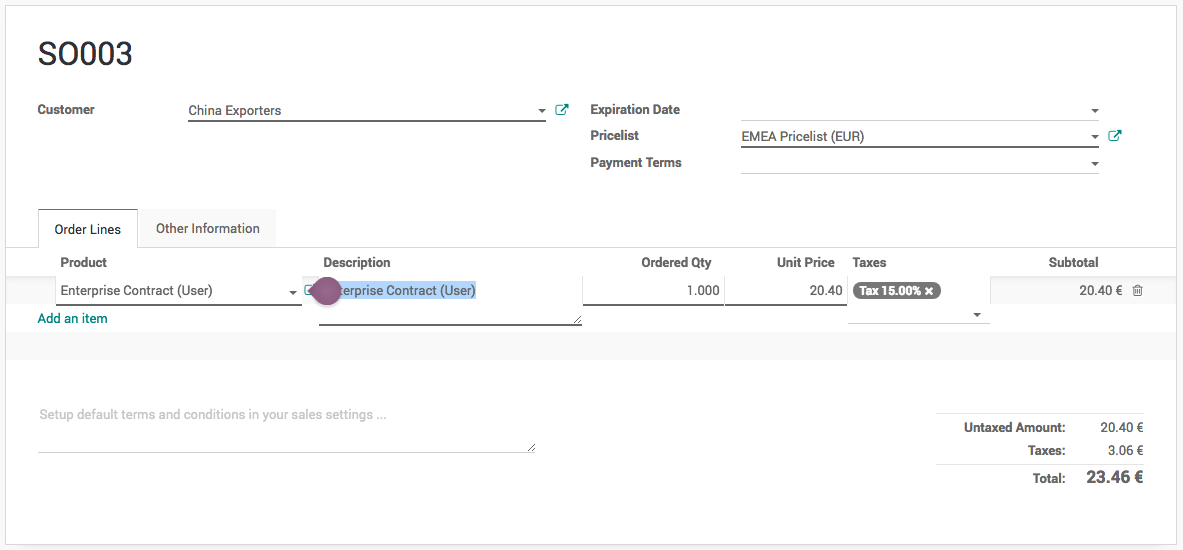 SO003
Customer China Exporters Expiration Date
Pricelist EMEA Pricelist (EUR)
Payment Terms
Order Lines Other Information
Product Description Ordered Qty Unit Price Taxes Subtotal
Enterprise Contract (User) terprise Contract (User) 1.000 20.40 Tax 15.00% × 20.40 €
Add an item
Setup default terms and conditions in your sales settings ...
Untaxed Amount: 20.40 €
Taxes: 3.06 €
Total: 23.46 €